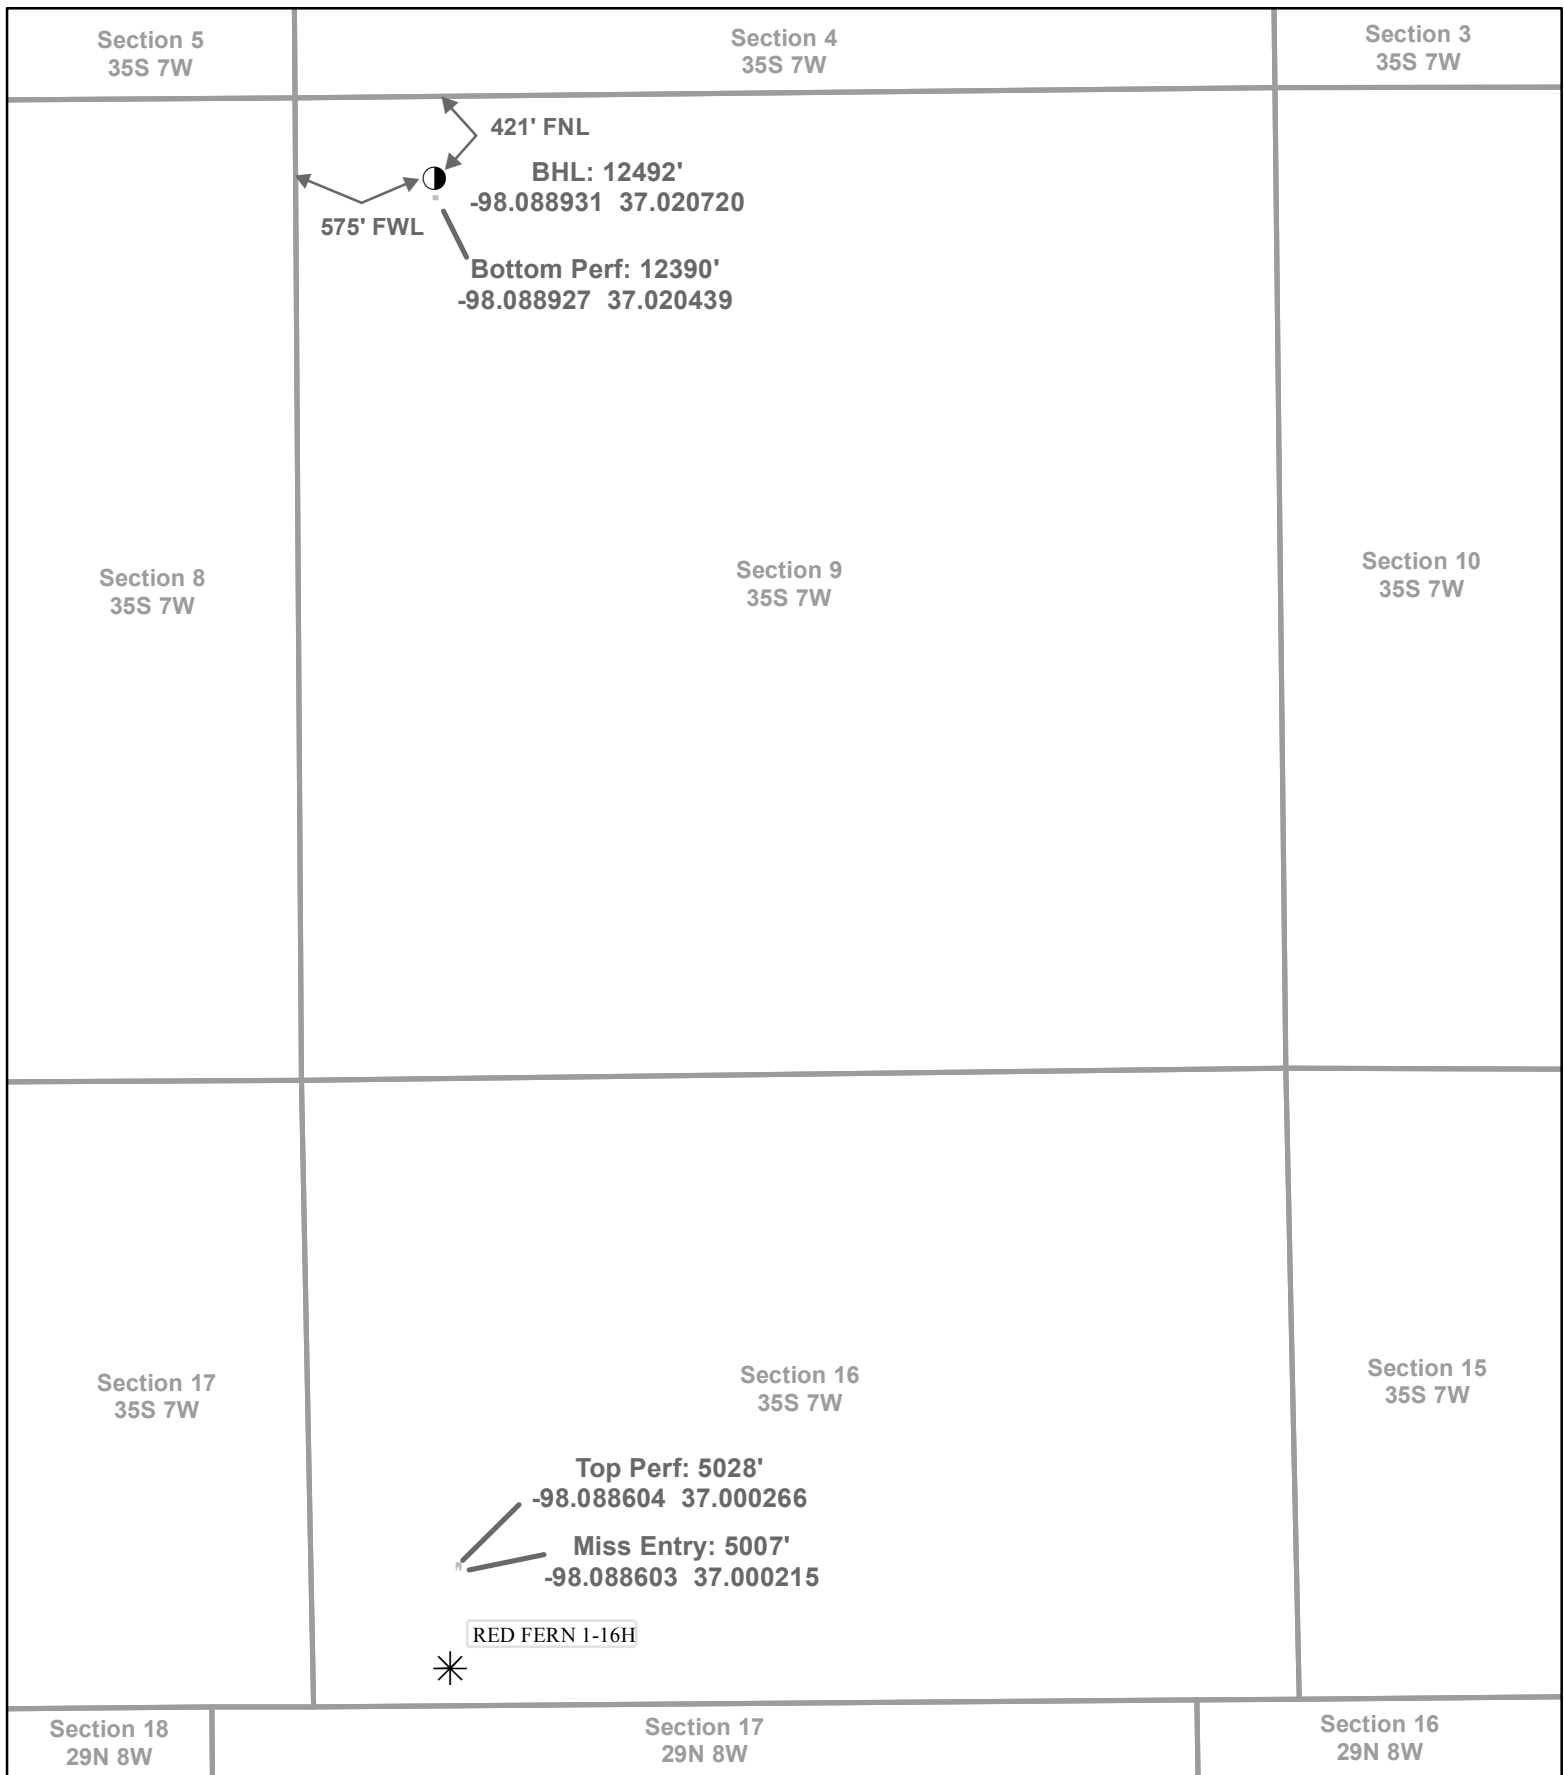 Section 5
35S 7W
Section 4
35S 7W
Section 3
35S 7W
421' FNL
BHL: 12492'
-98.088931 37.020720
575' FWL
Bottom Perf: 12390'
-98.088927 37.020439
Section 8
35S 7W
Section 9
35S 7W
Section 10
35S 7W
Section 17
35S 7W
Section 16
35S 7W
Section 15
35S 7W
Top Perf: 5028'
-98.088604 37.000266
Miss Entry: 5007'
-98.088603 37.000215
RED FERN 1-16H
Section 18
29N 8W
Section 17
29N 8W
Section 16
29N 8W